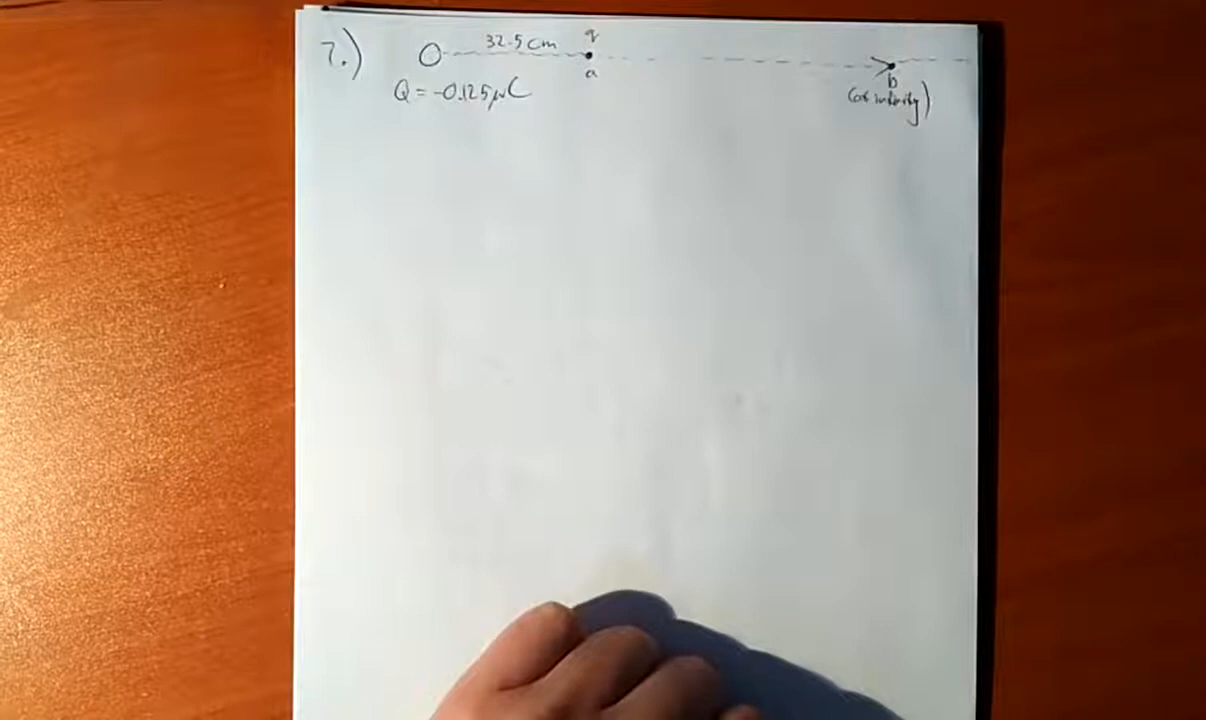 7.) 32.5 cm q
a
b
Q = -0.125 μC
(at infinity)